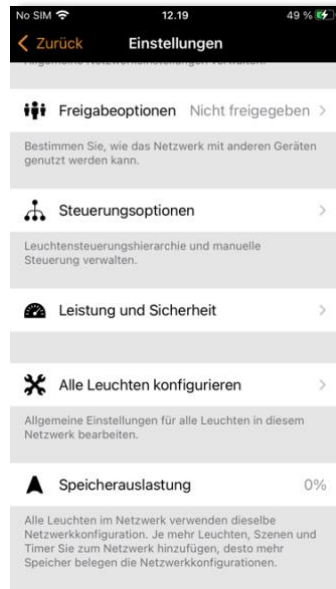 No SIM 12.19 49 %
Zurück Einstellungen
Allgemeine Netzwerkeinstellungen verwalten.
Freigabeoptionen Nicht freigegeben
Bestimmen Sie, wie das Netzwerk mit anderen Geräten
genutzt werden kann.
Steuerungsoptionen
Leuchtensteuerungshierarchie und manuelle
Steuerung verwalten.
Leistung und Sicherheit
Alle Leuchten konfigurieren
Allgemeine Einstellungen für alle Leuchten in diesem
Netzwerk bearbeiten.
Speicherauslastung 0%
Alle Leuchten im Netzwerk verwenden dieselbe
Netzwerkkonfiguration. Je mehr Leuchten, Szenen und
Timer Sie zum Netzwerk hinzufügen, desto mehr
Speicher belegen die Netzwerkkonfigurationen.